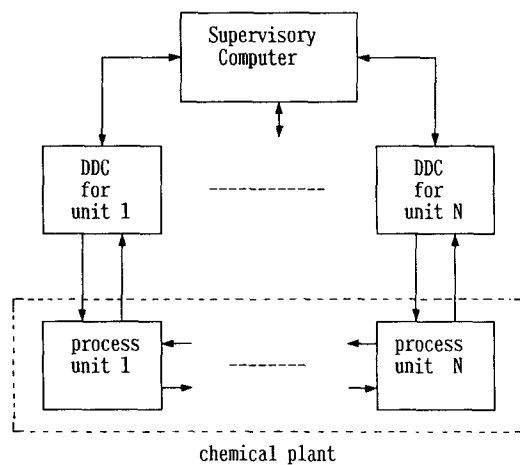 Supervisory
Computer
DDC
for
unit 1
DDC
for
unit N
process
unit 1
process
unit N
chemical plant